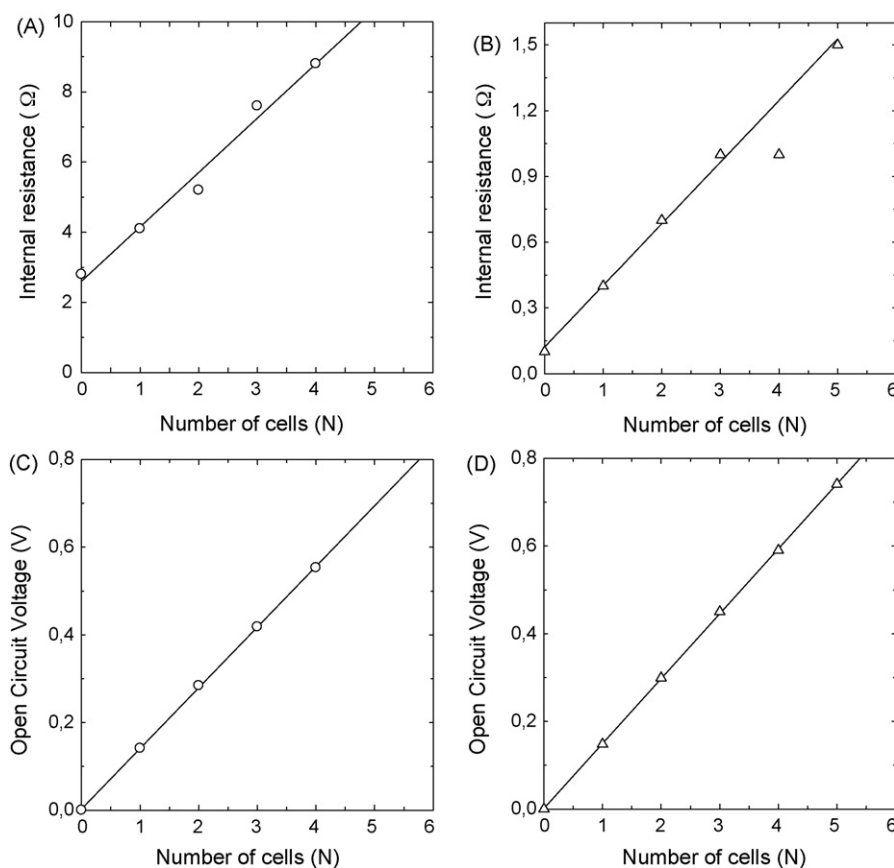 (A)
10
8
6
4
2
0
Internal resistance ( Ω)
0 1 2 3 4 5 6
Number of cells (N)
(B)
1,5
1,2
0,9
0,6
0,3
0,0
Internal resistance (Ω)
0 1 2 3 4 5 6
Number of cells (N)
(C)
0,8
0,6
0,4
0,2
0,0
Open Circuit Voltage (V)
0 1 2 3 4 5 6
Number of cells (N)
(D)
0,8
0,6
0,4
0,2
0,0
Open Circuit Voltage (V)
0 1 2 3 4 5 6
Number of cells (N)